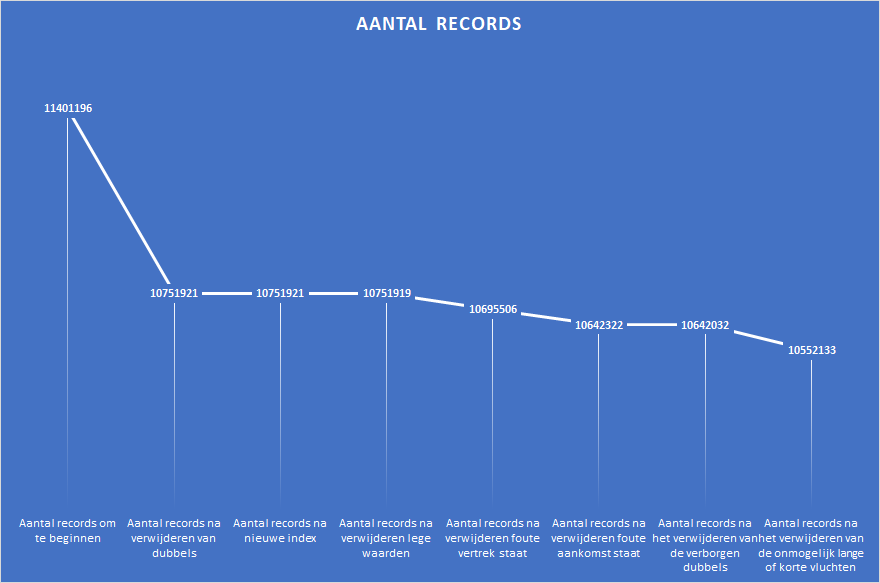 AANTAL RECORDS
11401196
10751921
10751921
10751919
10695506
10642322
10642032
10552133
Aantal records om
te beginnen
Aantal records na
verwijderen van
dubbels
Aantal records na
nieuwe index
Aantal records na
verwijderen lege
waarden
Aantal records na
verwijderen foute
vertrek staat
Aantal records na
verwijderen foute
aankomst staat
Aantal records na
het verwijderen van
de verborgen
dubbels
Aantal records na
het verwijderen van
de onmogelijk lange
of korte vluchten